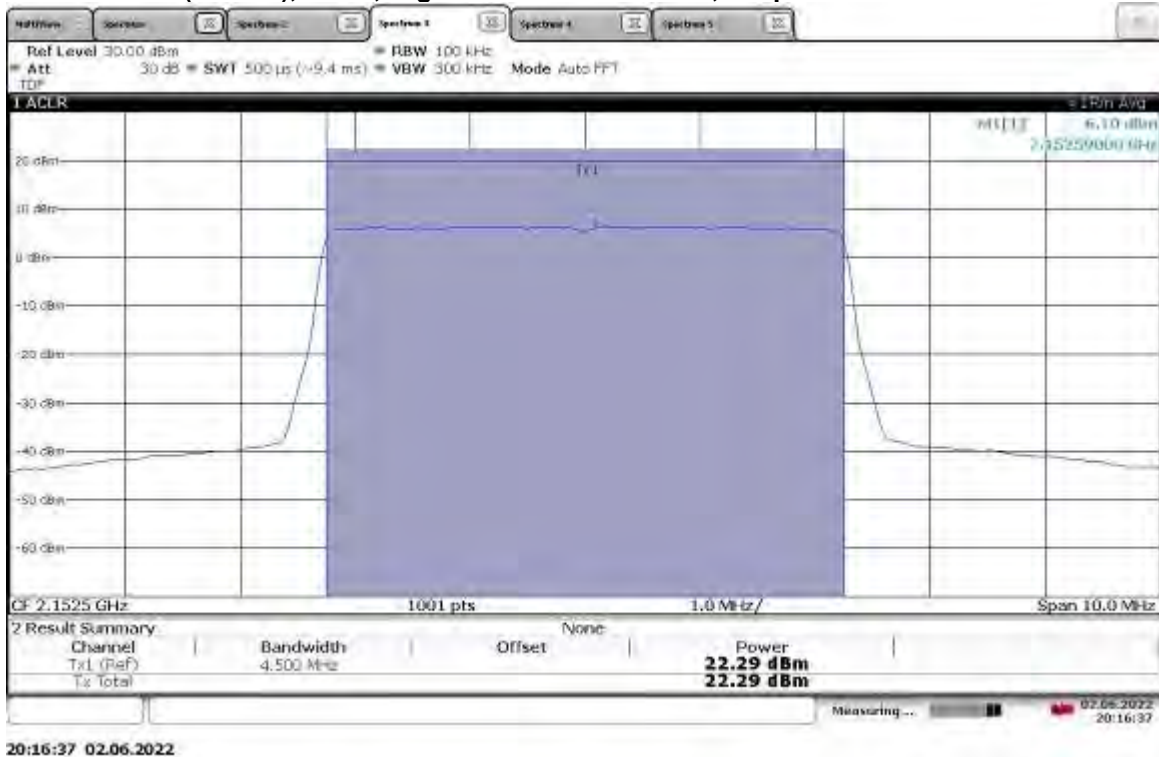 MultiView Spectrum Spectrum 2 Spectrum 3 Spectrum 4 Spectrum 5
Ref Level 30.00 dBm RBW 100 kHz
Att 30 dB SWT 500 µs (~9.4 ms) VBW 300 kHz Mode Auto FFT
TDF
1 ACLR 1Rm Avg
M1[1] 6.10 dBm
2.15259000 GHz
20 dBm
Tx1
10 dBm
0 dBm
-10 dBm
-20 dBm
-30 dBm
-40 dBm
-50 dBm
-60 dBm
CF 2.1525 GHz 1001 pts 1.0 MHz/ Span 10.0 MHz
2 Result Summary None
Channel Bandwidth Offset Power
Tx1 (Ref) 4.500 MHz 22.29 dBm
Tx Total 22.29 dBm
Measuring... 02.06.2022
20:16:37
20:16:37 02.06.2022